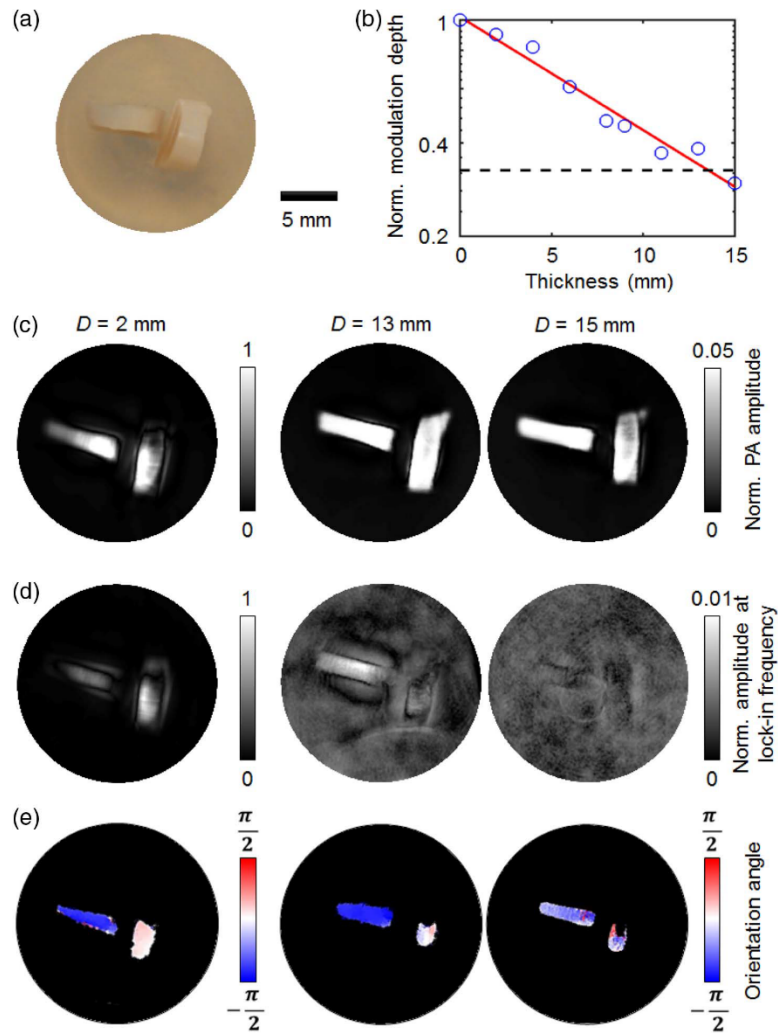 (a)
5 mm
(b)
Norm. modulation depth
1
0.4
0.2
0
5
10
15
Thickness (mm)
(c)
D = 2 mm
D = 13 mm
D = 15 mm
1
0
0.05
0
Norm. PA amplitude
(d)
1
0
0.01
0
Norm. amplitude at
lock-in frequency
(e)
π
2
−π
2
π
2
−π
2
Orientation angle